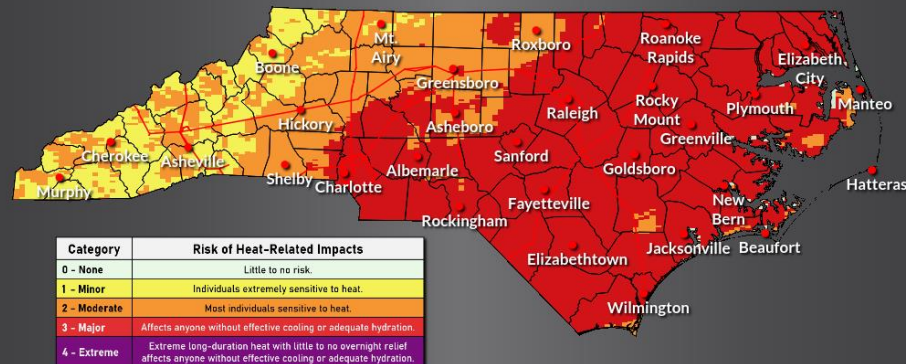 Mt.
Airy
Roxboro
Roanoke
Rapids
Boone
Greensboro
Elizabeth
City
Hickory
Asheboro
Raleigh
Rocky
Mount
Plymouth
Manteo
Greenville
Cherokee
Asheville
Albemarle
Sanford
Goldsboro
Murphy
Shelby
Charlotte
Hatteras
Rockingham
Fayetteville
New
Bern
Elizabethtown
Jacksonville
Beaufort
Wilmington
Category Risk of Heat-Related Impacts
0 - None Little to no risk.
1 - Minor Individuals extremely sensitive to heat.
2 - Moderate Most individuals sensitive to heat.
3 - Major Affects anyone without effective cooling or adequate hydration.
4 - Extreme Extreme long-duration heat with little to no overnight relief
affects anyone without effective cooling or adequate hydration.